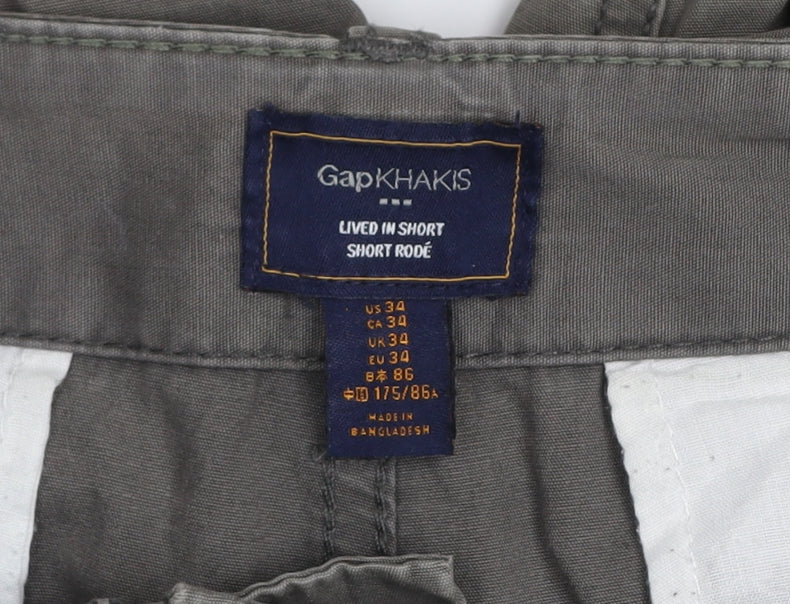 GapKHAKIS
LIVED IN SHORT
SHORT RODÉ
US 34
CA 34
UK 34
EU 34
日本 86
中国 175/86A
MADE IN
BANGLADESH